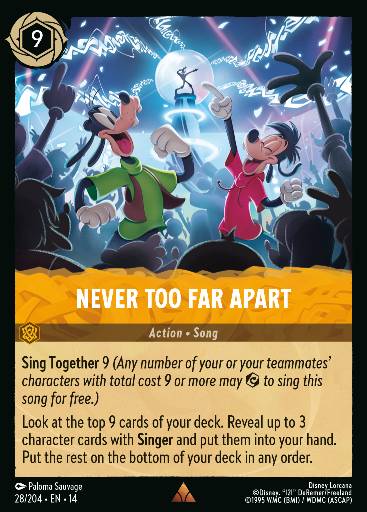 9
NEVER TOO FAR APART
Action • Song
Sing Together 9 (Any number of your or your teammates'
characters with total cost 9 or more may to sing this
song for free.)
Look at the top 9 cards of your deck. Reveal up to 3
character cards with Singer and put them into your hand.
Put the rest on the bottom of your deck in any order.
Paloma Sauvage
28/204 • EN • 14
Disney Lorcana
©Disney. "I2I" DeRemer/Freeland
©1995 WMC (BMI) / WDMC (ASCAP)